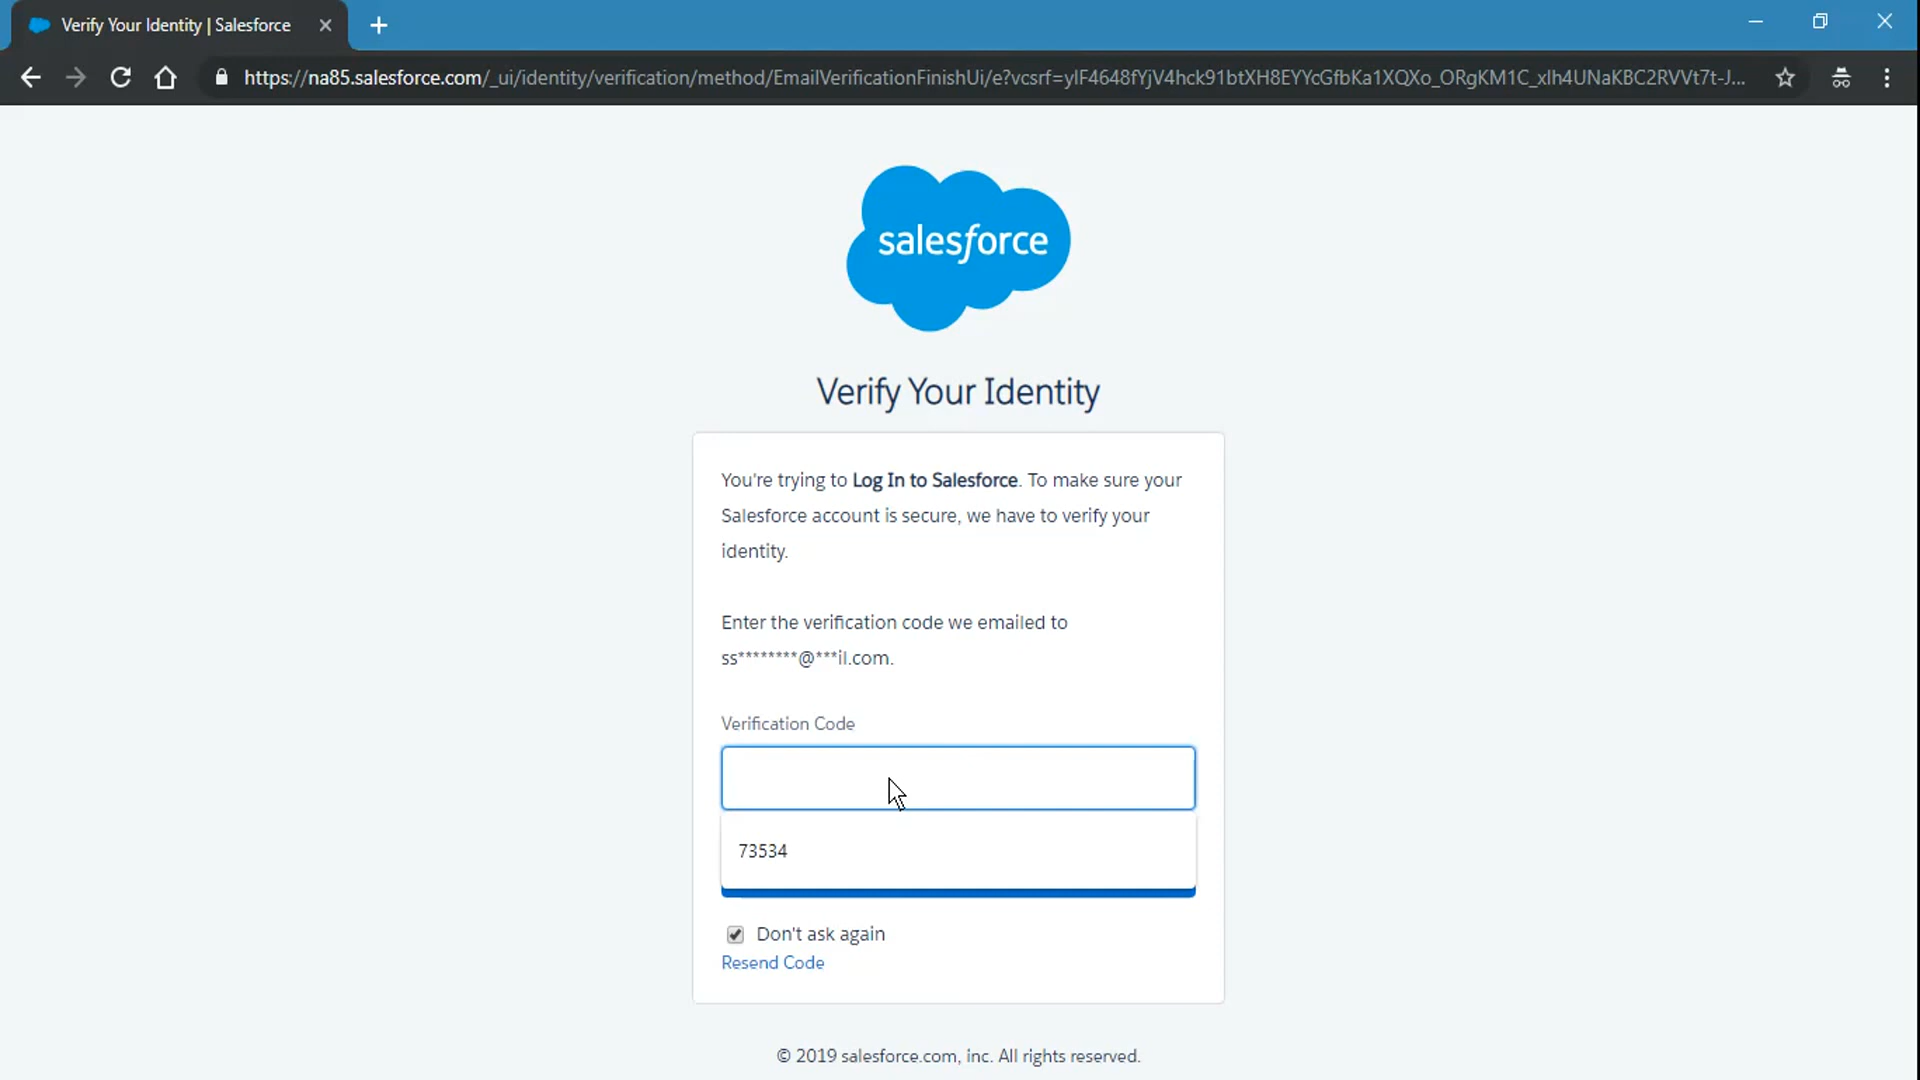 Verify Your Identity | Salesforce
https://na85.salesforce.com/_ui/identity/verification/method/EmailVerificationFinishUi/e?vcsrf=yIF4648fYjV4hck91btXH8EYYcGfbKa1XQXo_ORgKM1C_xlh4UNaKBC2RVVt7t-J...
salesforce
Verify Your Identity
You're trying to Log In to Salesforce. To make sure your
Salesforce account is secure, we have to verify your
identity.
Enter the verification code we emailed to
ss********@***il.com.
Verification Code
73534
Don't ask again
Resend Code
© 2019 salesforce.com, inc. All rights reserved.